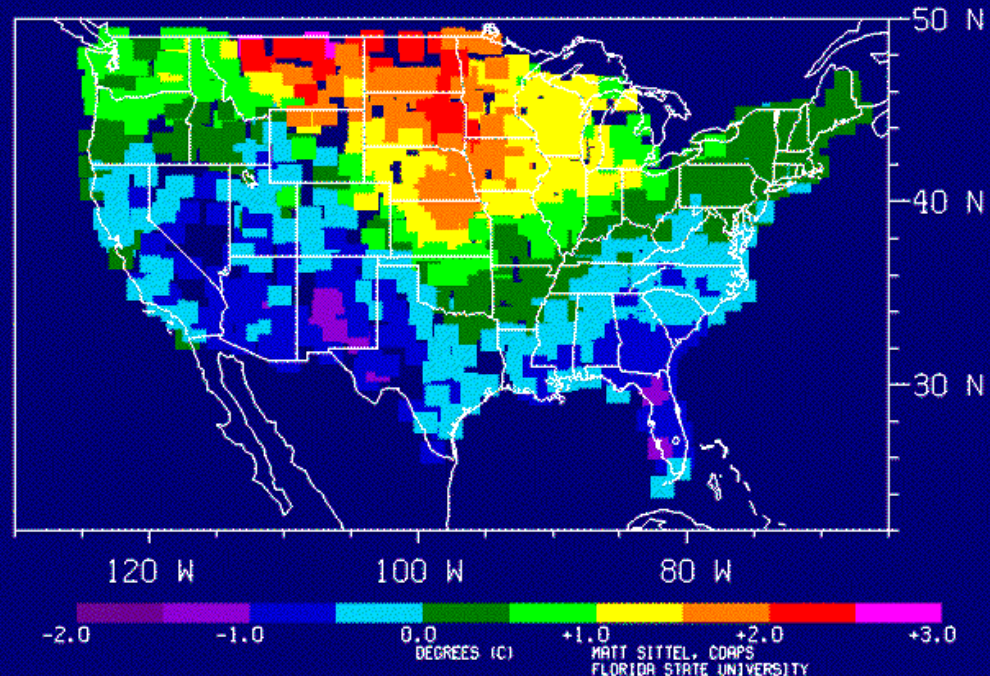 50 N
40 N
30 N
120 W 100 W 80 W
-2.0 -1.0 0.0 +1.0 +2.0 +3.0
DEGREES (C) MATT SITTEL, COAPS
FLORIDA STATE UNIVERSITY